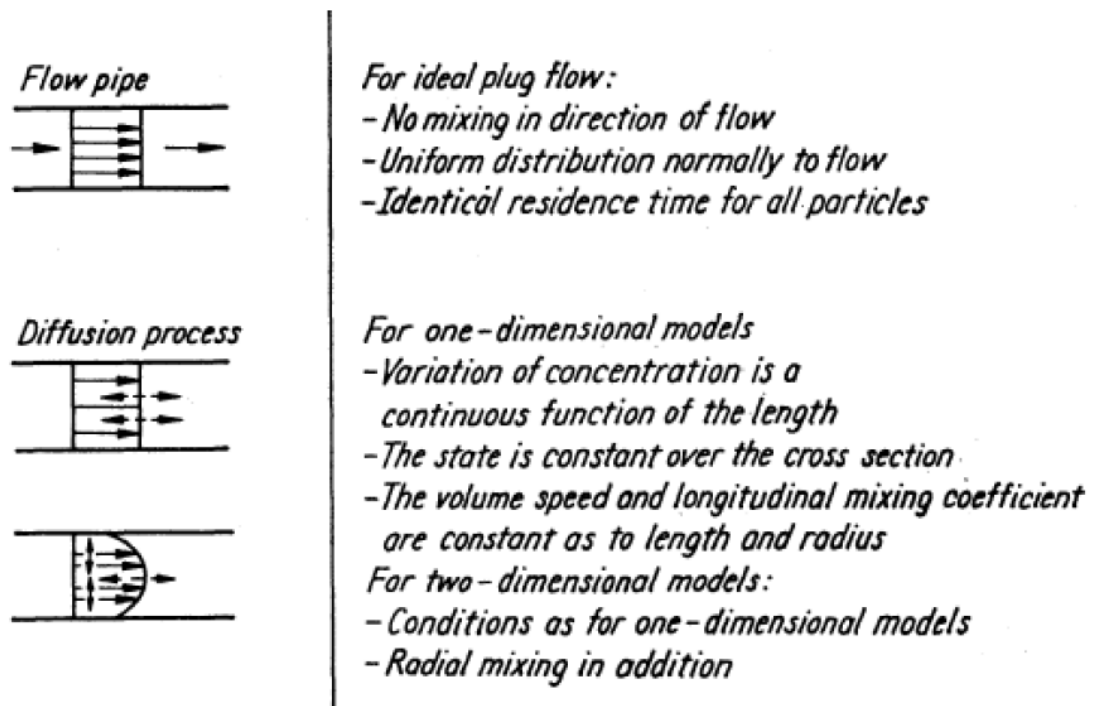 Flow pipe
For ideal plug flow:
- No mixing in direction of flow
- Uniform distribution normally to flow
- Identical residence time for all particles
Diffusion process
For one-dimensional models
- Variation of concentration is a
continuous function of the length
- The state is constant over the cross section
- The volume speed and longitudinal mixing coefficient
are constant as to length and radius
For two-dimensional models:
- Conditions as for one-dimensional models
- Radial mixing in addition